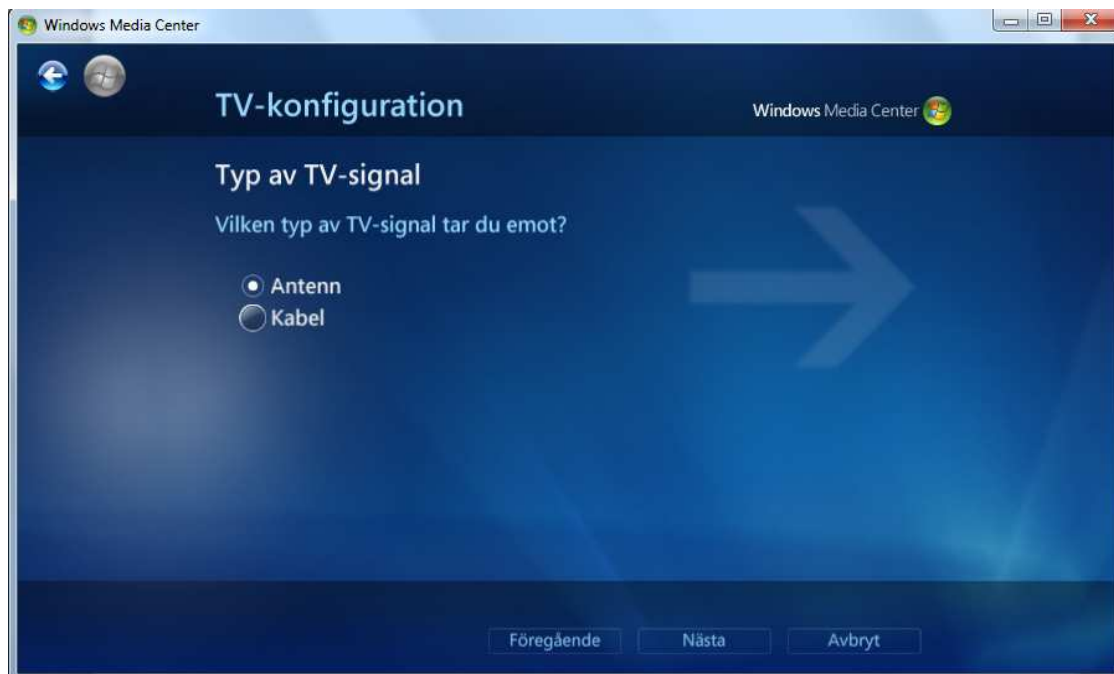 Windows Media Center
TV-konfiguration
Windows Media Center
Typ av TV-signal
Vilken typ av TV-signal tar du emot?
Antenn
Kabel
Föregående Nästa Avbryt